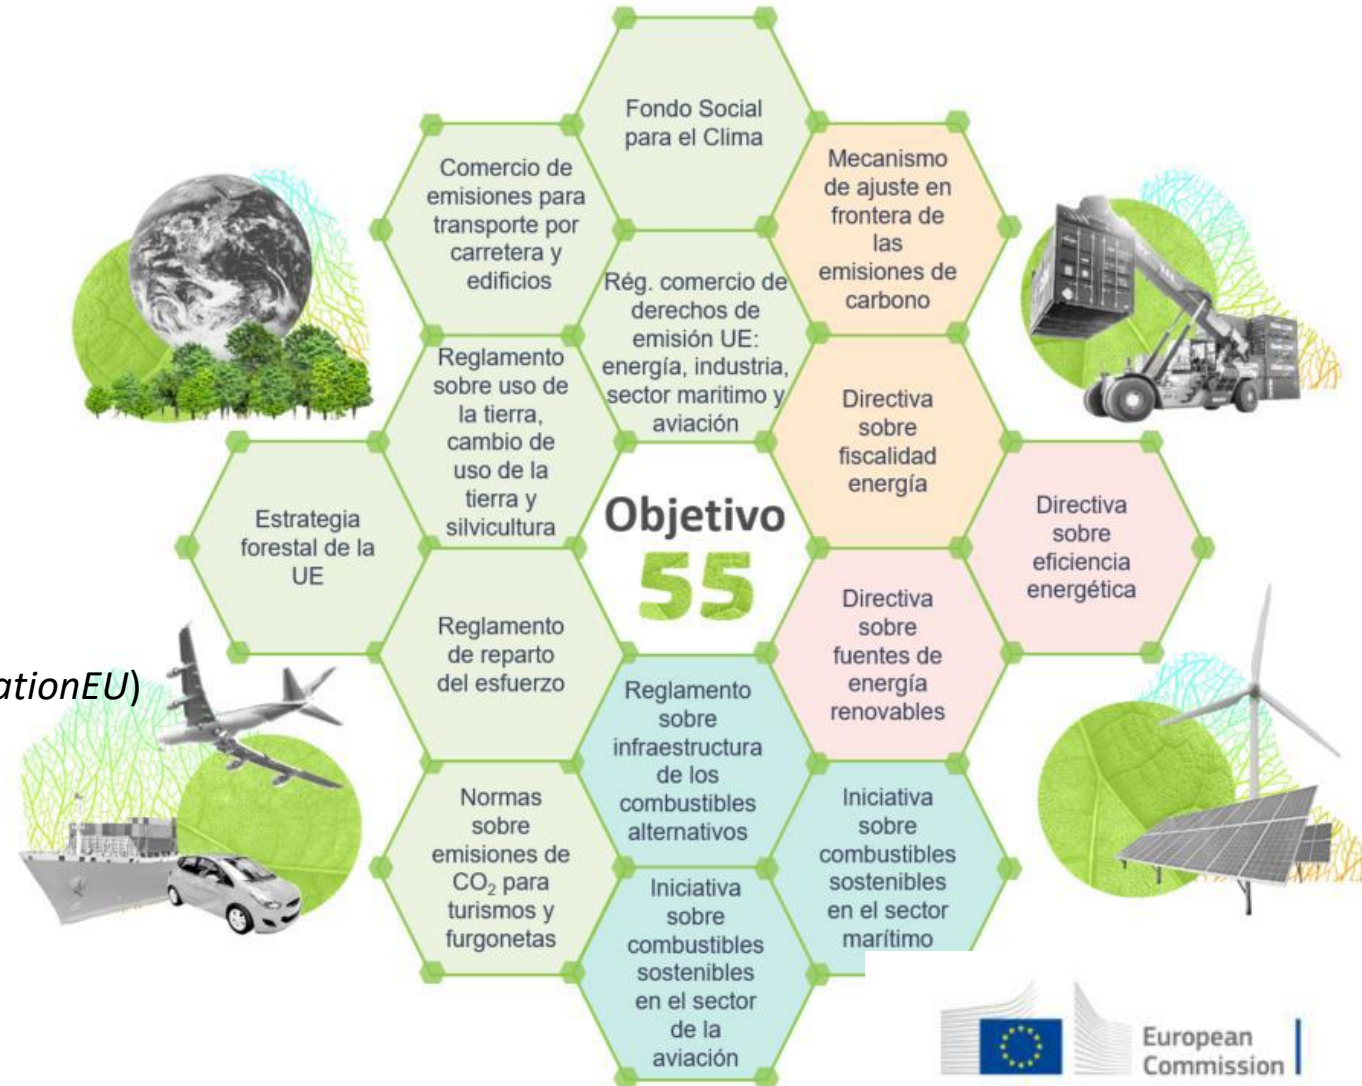 Fondo Social
para el Clima
Comercio de
emisiones para
transporte por
carretera y
edificios
Mecanismo
de ajuste en
frontera de
las
emisiones de
carbono
Rég. comercio de
derechos de
emisión UE:
energía, industria,
sector maritimo y
aviación
Reglamento
sobre uso de
la tierra,
cambio de
uso de la
tierra y
silvicultura
Directiva
sobre
fiscalidad
energía
Estrategia
forestal de la
UE
Objetivo
55
Directiva
sobre
eficiencia
energética
Reglamento
de reparto
del esfuerzo
Directiva
sobre
fuentes de
energía
renovables
ationEU)
Reglamento
sobre
infraestructura
de los
combustibles
alternativos
Normas
sobre
emisiones de
CO₂ para
turismos y
furgonetas
Iniciativa
sobre
combustibles
sostenibles
en el sector
marítimo
Iniciativa
sobre
combustibles
sostenibles
en el sector
de la
aviación
European
Commission